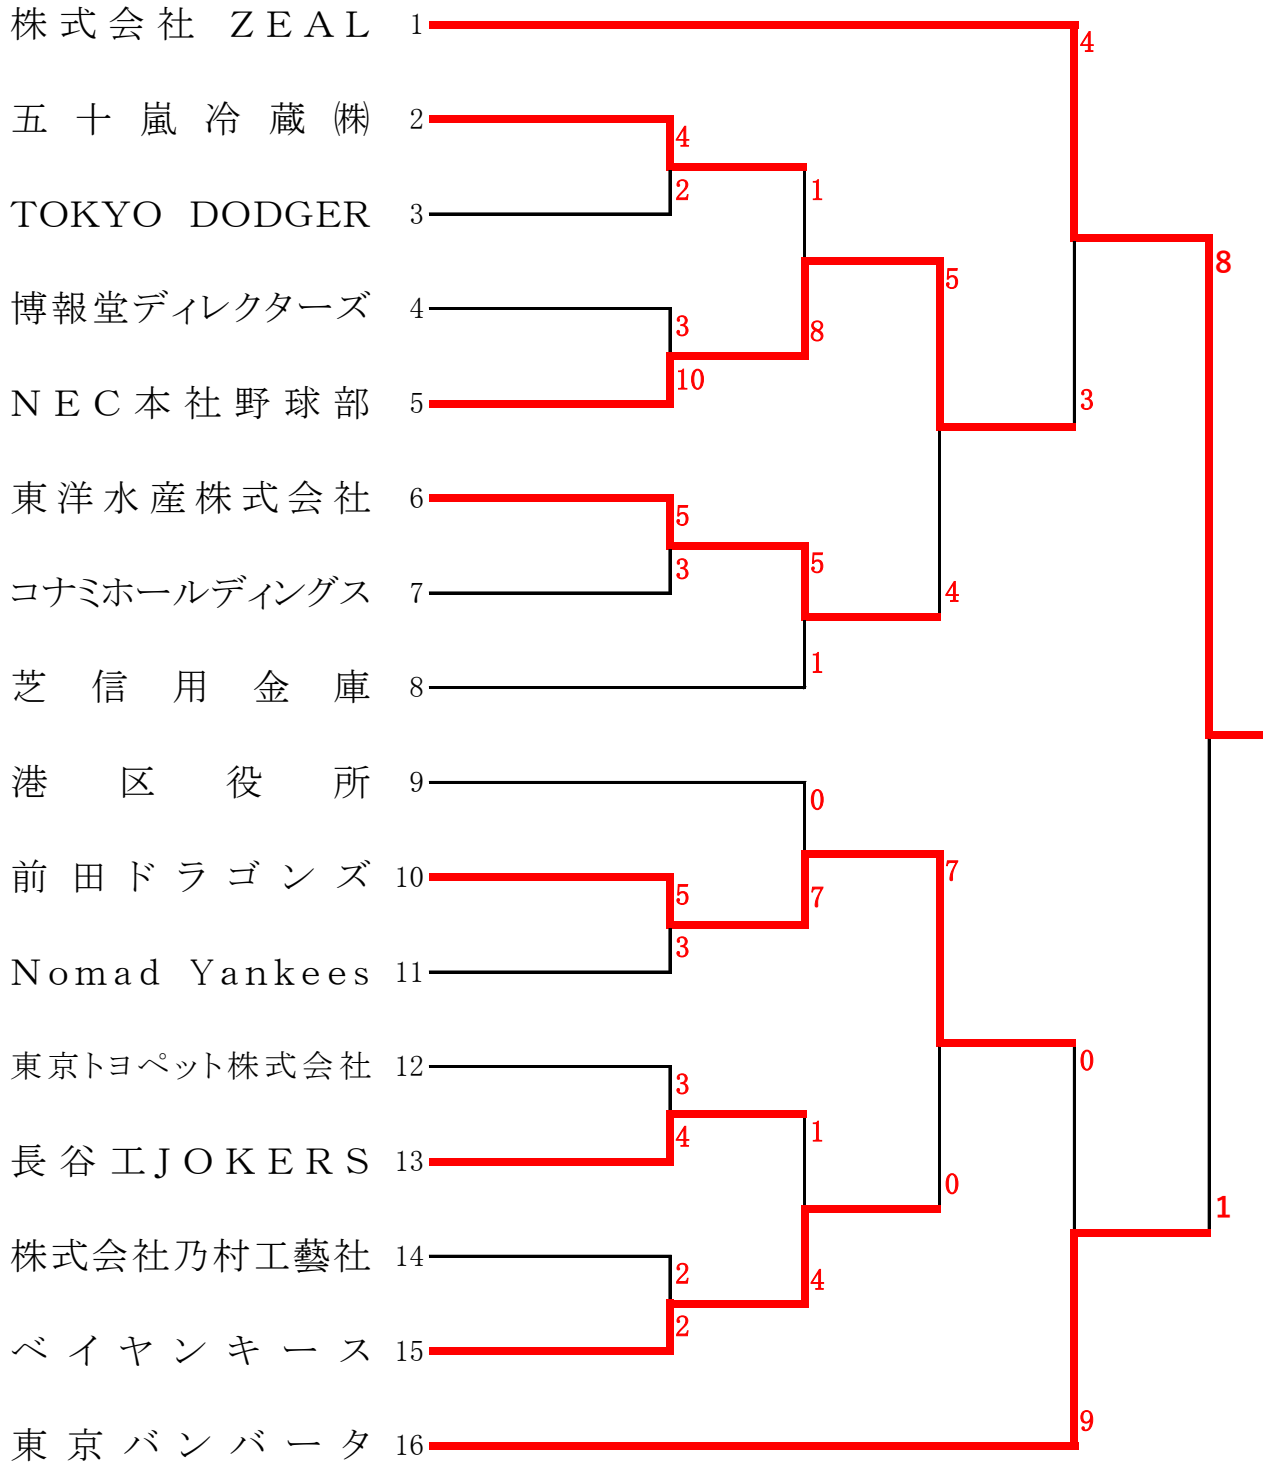 株式会社 ZEAL 1
4
五十嵐冷蔵㈱ 2
4
1
2
TOKYO DODGER 3
8
5
博報堂ディレクターズ 4
3
8
10
NEC本社野球部 5
3
東洋水産株式会社 6
5
5
3
コナミホールディングス 7
4
1
芝信用金庫 8
港区役所 9
0
前田ドラゴンズ 10
7
5
7
3
Nomad Yankees 11
東京トヨペット株式会社 12
0
3
1
4
長谷工JOKERS 13
0
1
株式会社乃村工藝社 14
2
4
2
ベイヤンキース 15
9
東京バンバータ 16